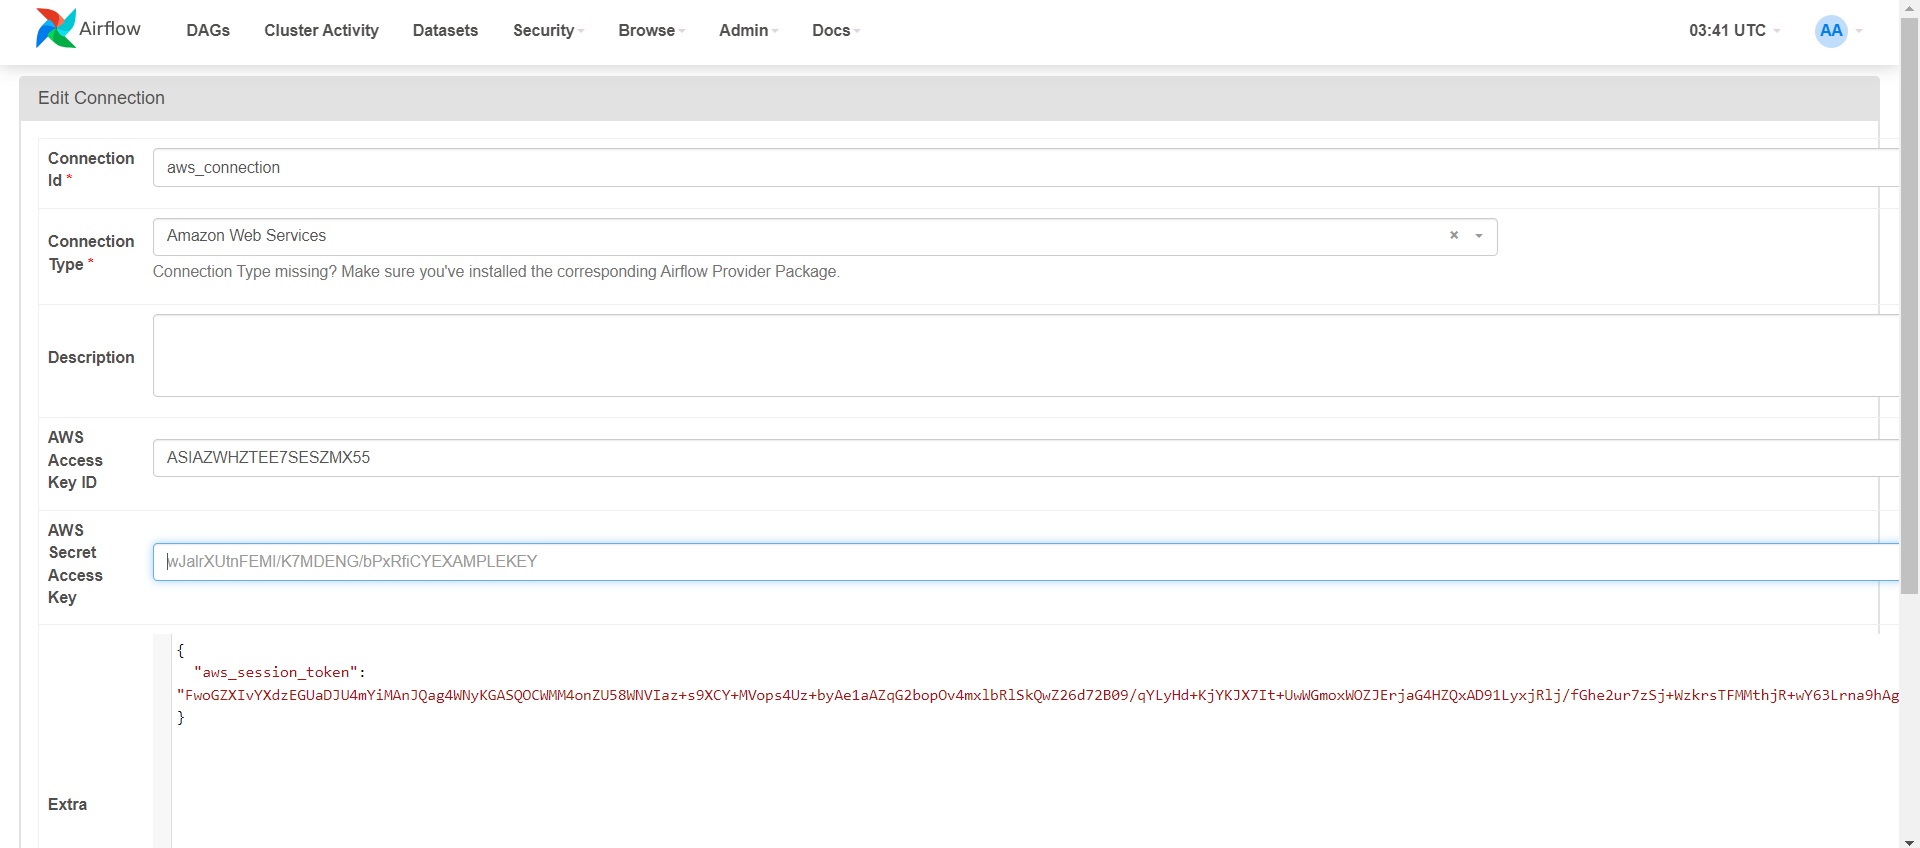 Airflow
DAGs
Cluster Activity
Datasets
Security
Browse
Admin
Docs
03:41 UTC
AA
Edit Connection
Connection
Id *
aws_connection
Connection
Type *
Amazon Web Services
×
Connection Type missing? Make sure you've installed the corresponding Airflow Provider Package.
Description
AWS
Access
Key ID
ASIAZWHZTEE7SESZMX55
AWS
Secret
Access
Key
wJalrXUtnFEMI/K7MDENG/bPxRfiCYEXAMPLEKEY
Extra
{
"aws_session_token":
"FwoGZXIvYXdzEGUaDJU4mYiMAnJQag4WNyKGASQOCWMM4onZU58WNVIaz+s9XCY+MVops4Uz+byAe1aAZqG2bopOv4mxlbRlSkQwZ26d72B09/qYLyHd+KjYKJX7It+UwWGmoxWOZJErjaG4HZQxAD91LyxjRlj/fGhe2ur7zSj+WzkrsTFMMthjR+wY63Lrna9hAg
}